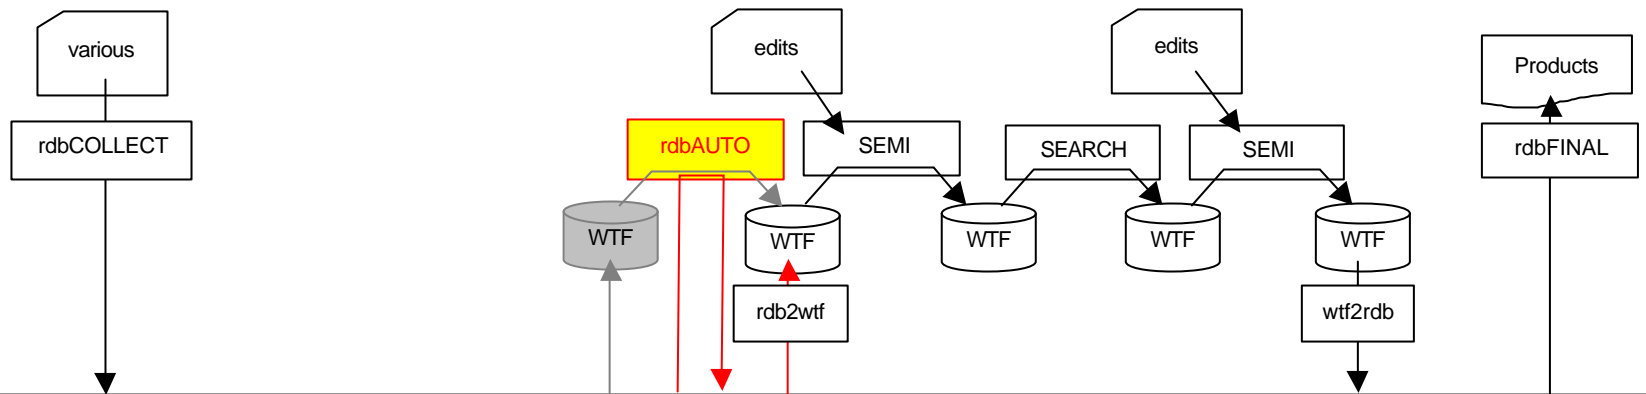 various
edits
edits
Products
rdbCOLLECT
rdbAUTO
SEMI
SEARCH
SEMI
rdbFINAL
WTF
WTF
WTF
WTF
WTF
rdb2wtf
wtf2rdb